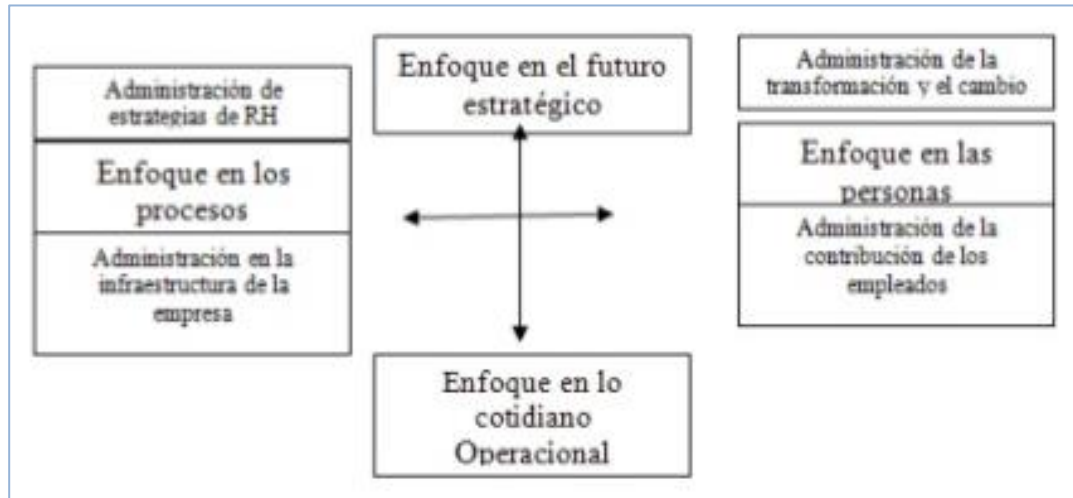 Enfoque en el futuro
estratégico
Administración de
estrategias de RH
Enfoque en los
procesos
Administración en la
infraestructura de la
empresa
Administración de la
transformación y el cambio
Enfoque en las
personas
Administración de la
contribución de los
empleados
Enfoque en lo
cotidiano
Operacional